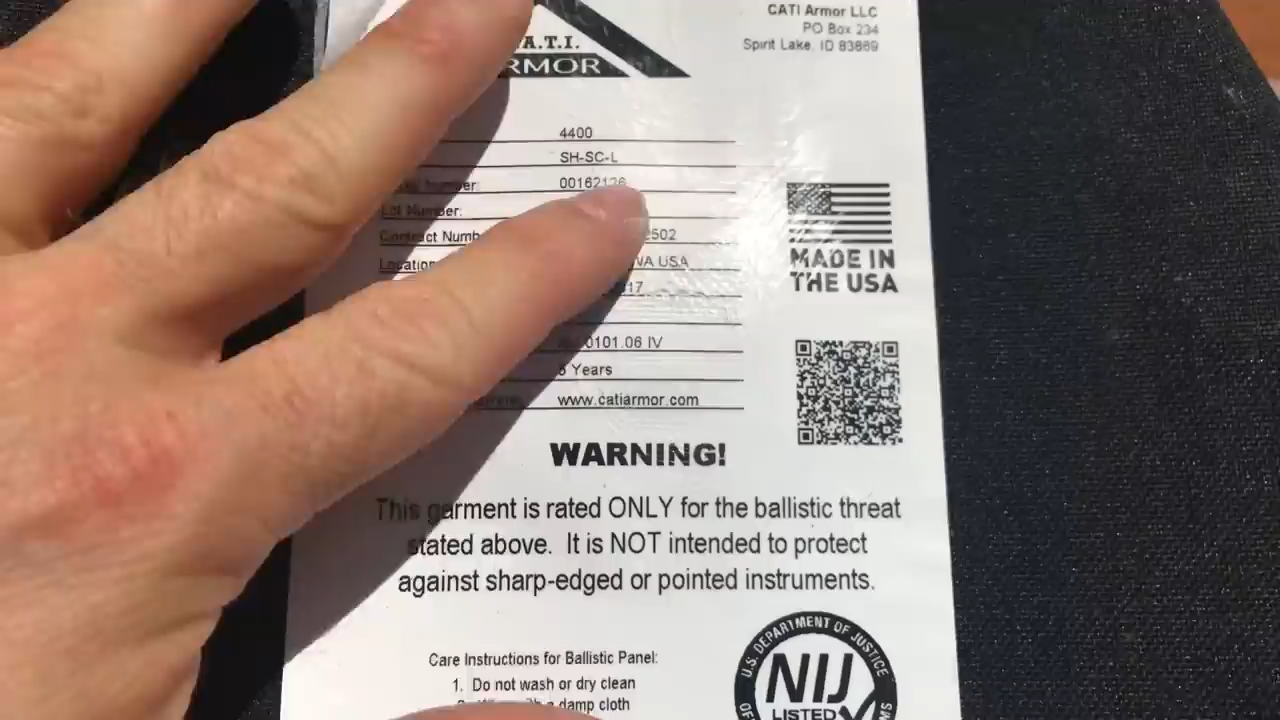 CATI Armor LLC
PO Box 234
Spirit Lake, ID 83869
A.T.I.
RMOR
4400
SH-SC-L
Number: 00162126
Lot Number:
Contract Numb 2502
Location VA USA
17
0101.06 IV
5 Years
www.catiarmor.com
MADE IN
THE USA
WARNING!
This garment is rated ONLY for the ballistic threat
stated above. It is NOT intended to protect
against sharp-edged or pointed instruments.
Care Instructions for Ballistic Panel:
1. Do not wash or dry clean
damp cloth
U.S. DEPARTMENT OF JUSTICE
NIJ
LISTED